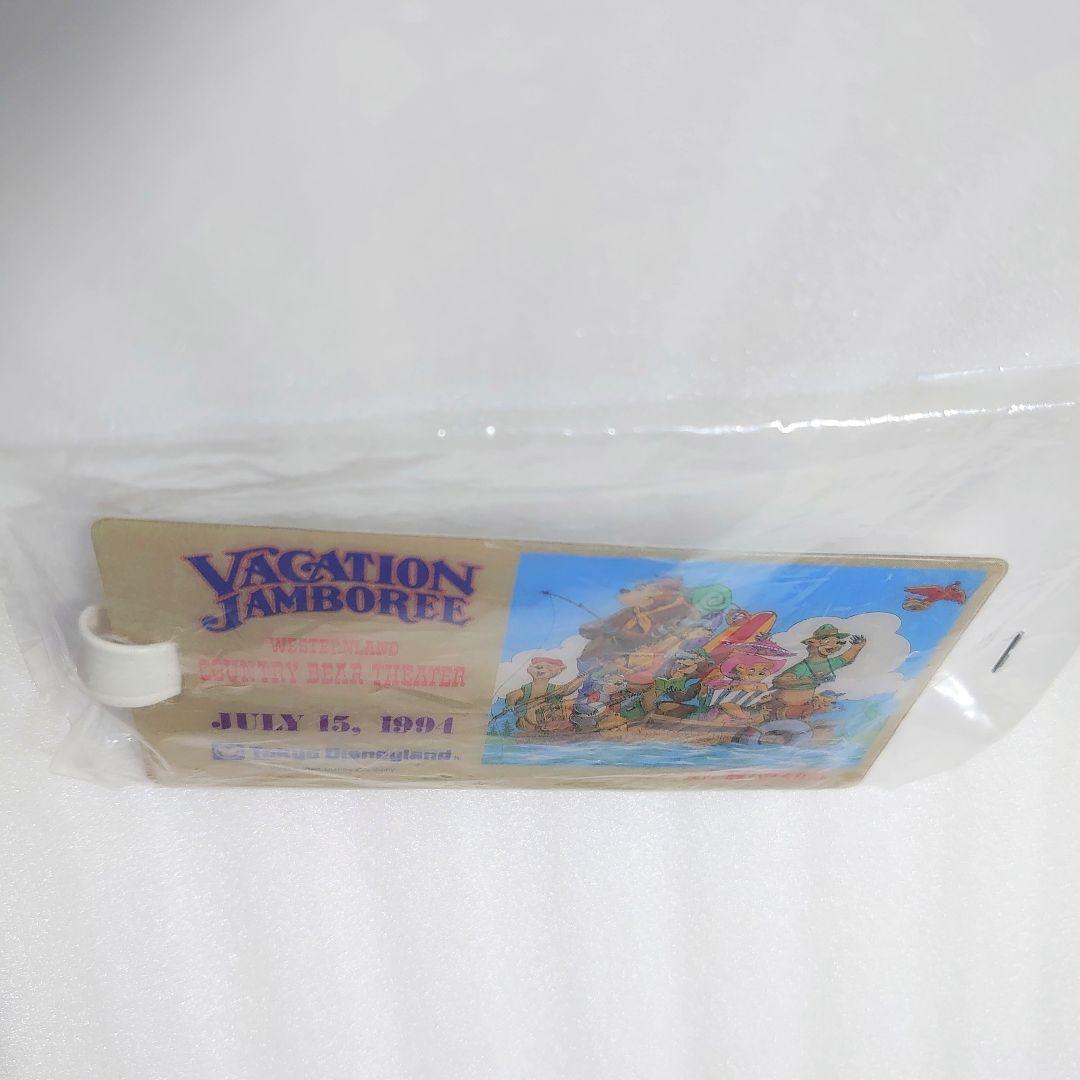 VACATION
JAMBOREE
WESTERNLAND
COUNTRY BEAR THEATER
JULY 15, 1994
Tokyo Disneyland